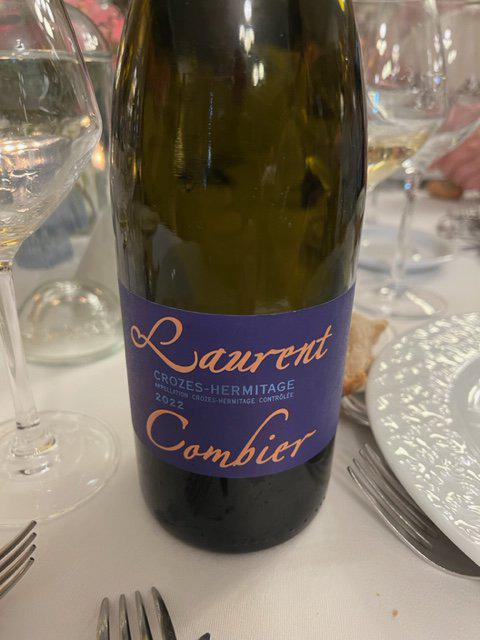 Laurent
CROZES-HERMITAGE
APPELLATION CROZES-HERMITAGE CONTRÔLÉE
2022
Combier